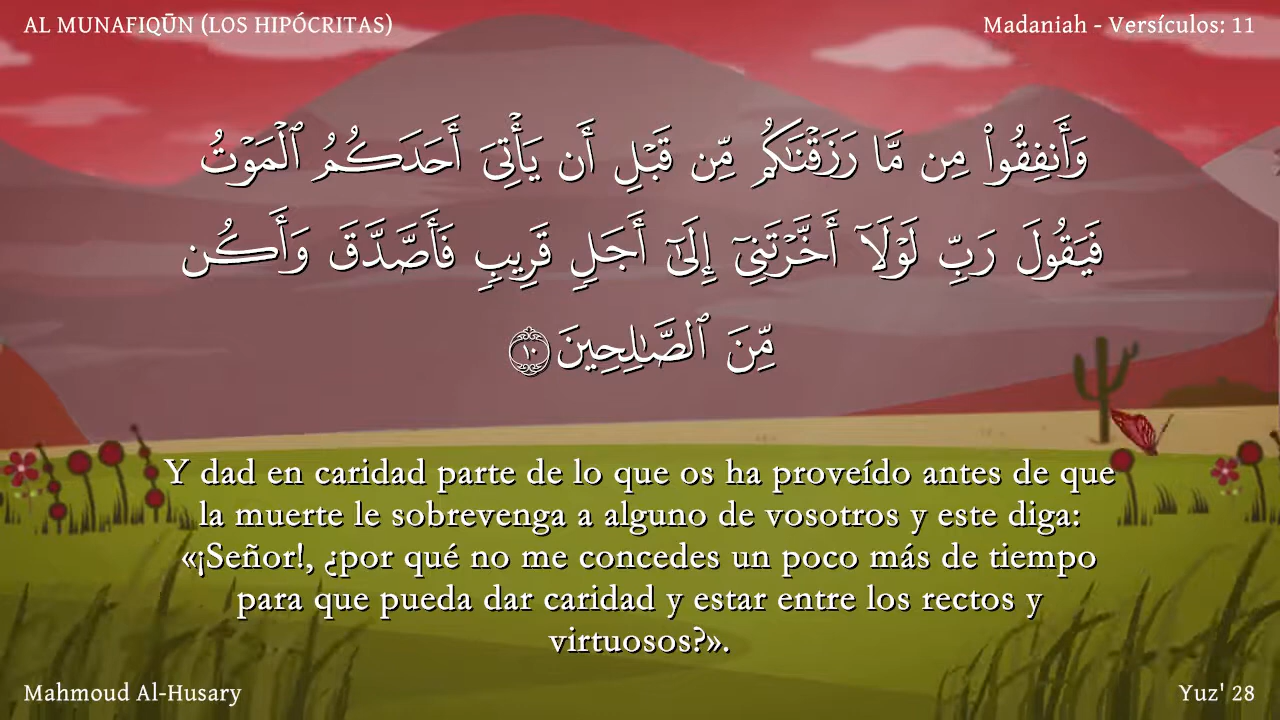 AL MUNAFIQŪN (LOS HIPÓCRITAS)
Madaniah - Versículos: 11
وَأَنفِقُوا۟ مِن مَّا رَزَقْنَـٰكُم مِّن قَبْلِ أَن يَأْتِىَ أَحَدَكُمُ ٱلْمَوْتُ
فَيَقُولَ رَبِّ لَوْلَآ أَخَّرْتَنِىٓ إِلَىٰٓ أَجَلٍ قَرِيبٍ فَأَصَّدَّقَ وَأَكُن
مِّنَ ٱلصَّـٰلِحِينَ ١٠
Y dad en caridad parte de lo que os ha proveído antes de que
la muerte le sobrevenga a alguno de vosotros y este diga:
«¡Señor!, ¿por qué no me concedes un poco más de tiempo
para que pueda dar caridad y estar entre los rectos y
virtuosos?».
Mahmoud Al-Husary
Yuz' 28